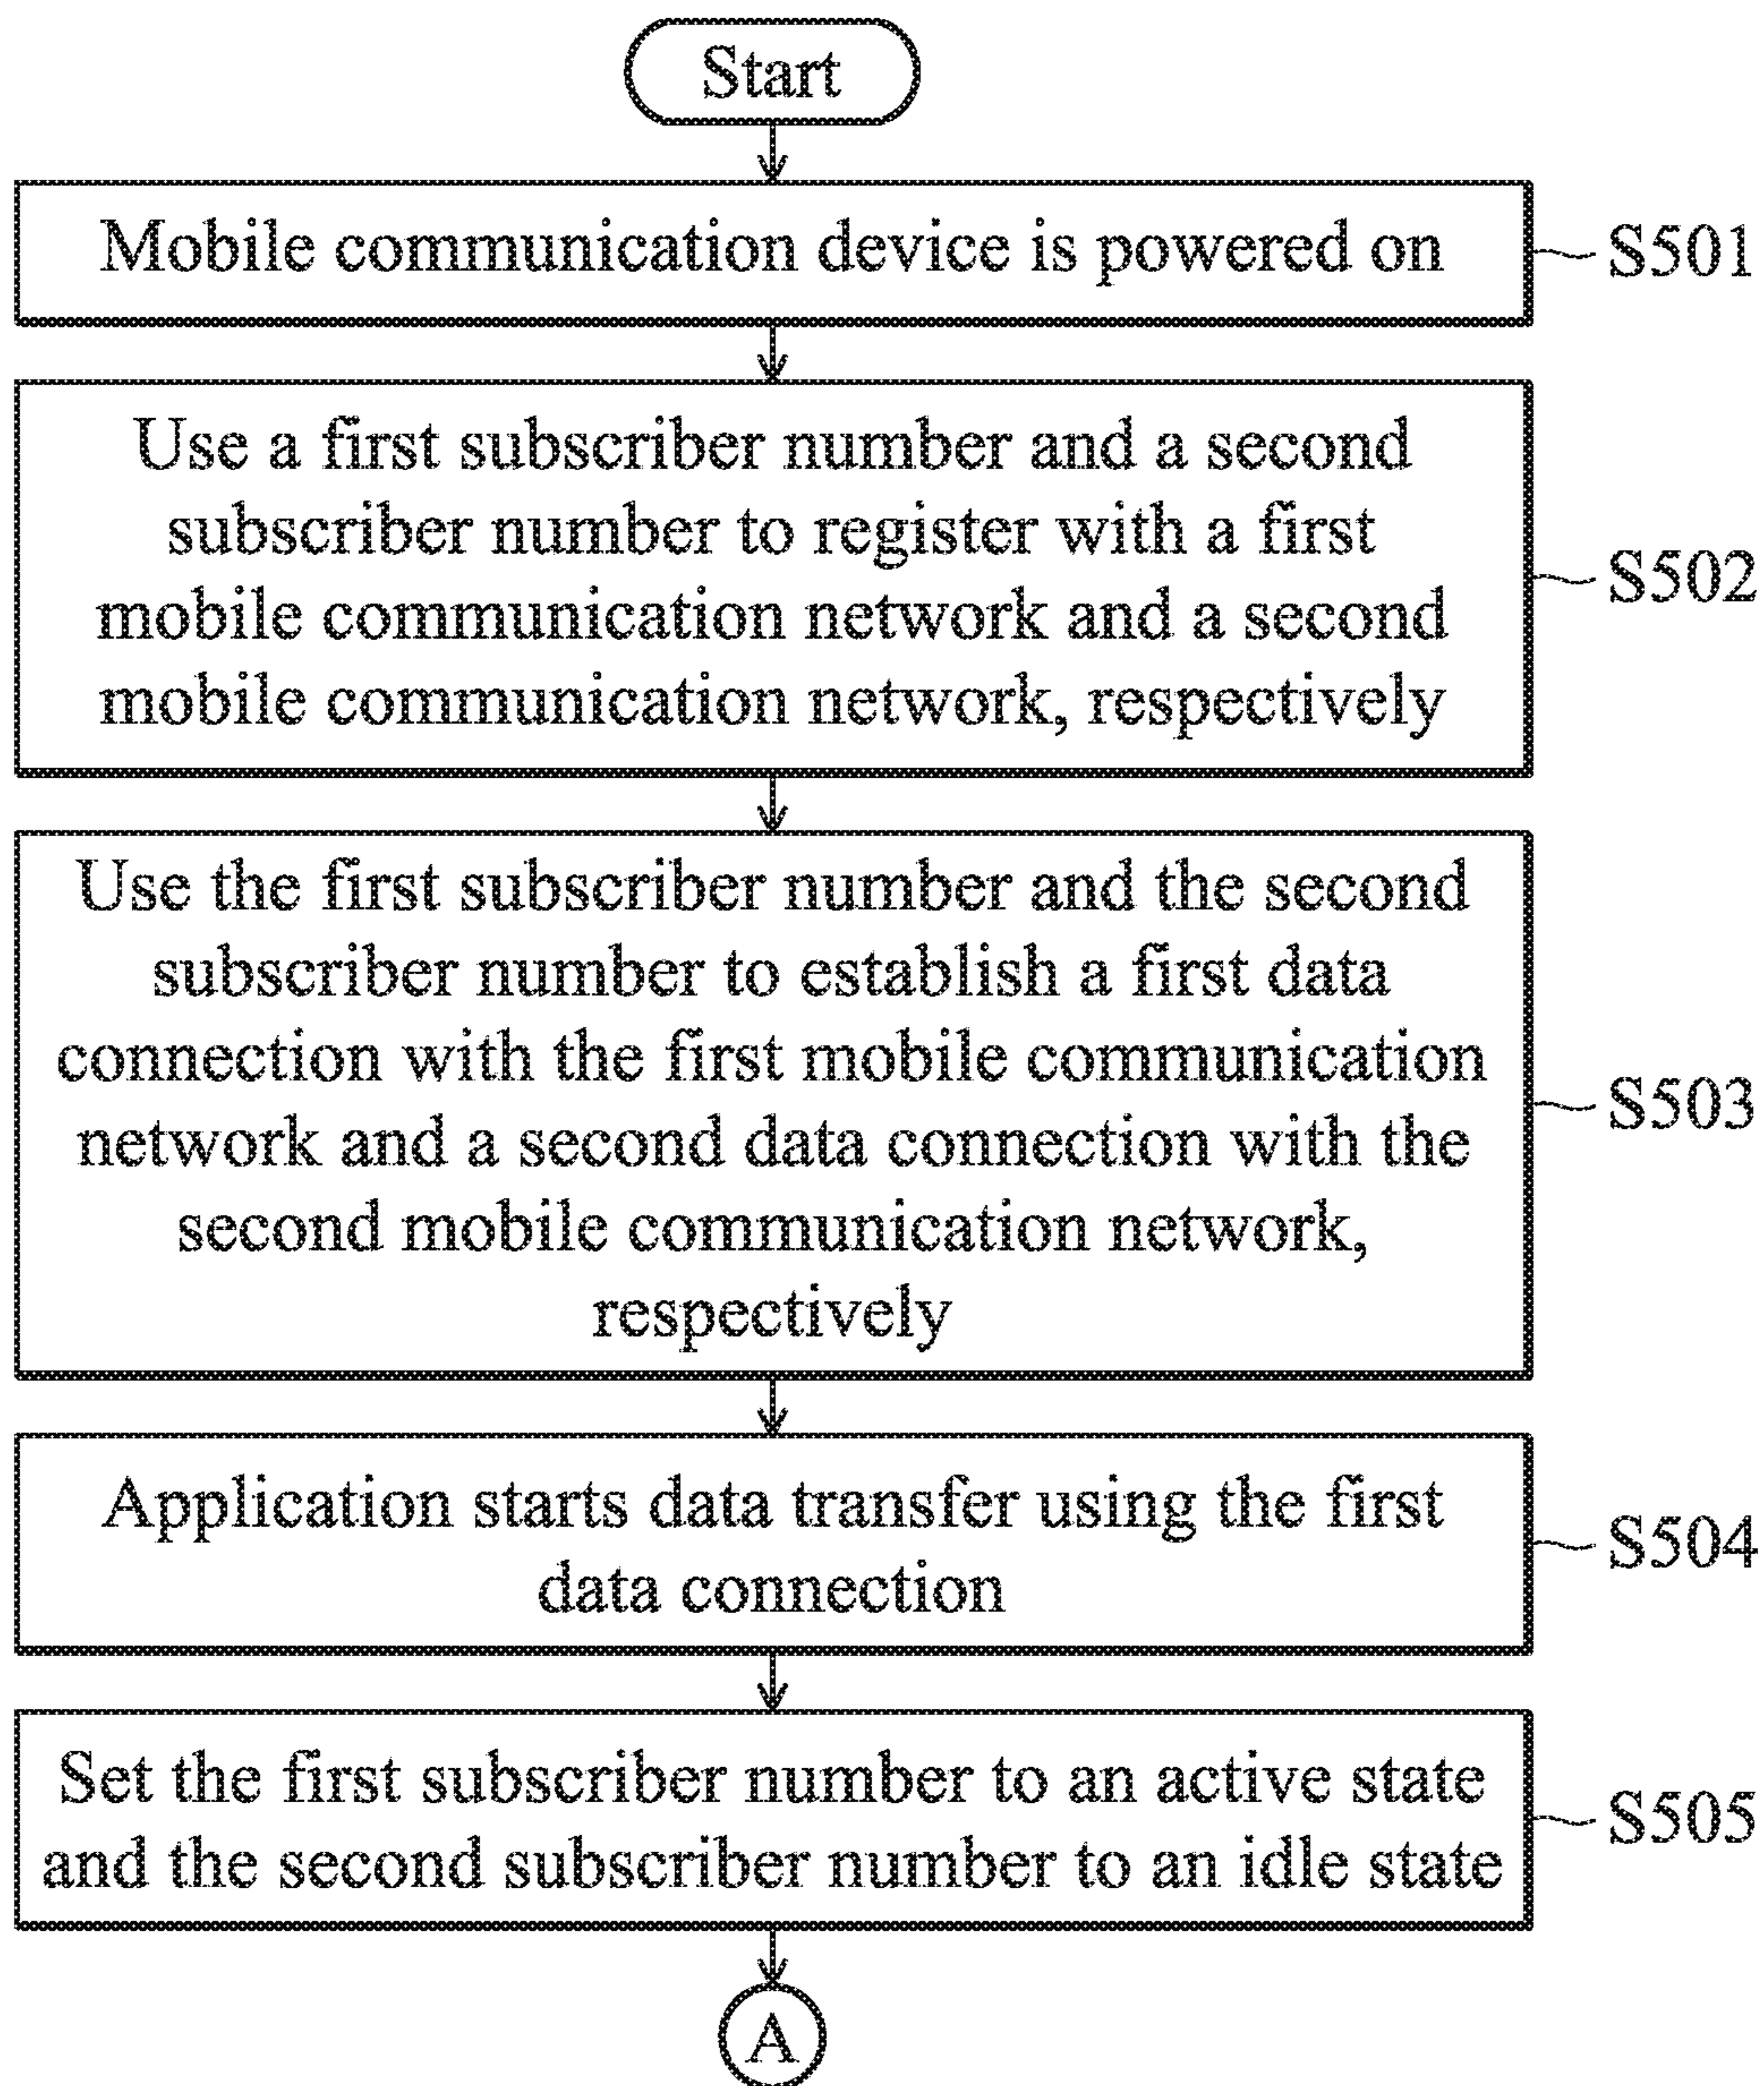 Start
Mobile communication device is powered on
S501
Use a first subscriber number and a second
subscriber number to register with a first
mobile communication network and a second
mobile communication network, respectively
S502
Use the first subscriber number and the second
subscriber number to establish a first data
connection with the first mobile communication
network and a second data connection with the
second mobile communication network,
respectively
S503
Application starts data transfer using the first
data connection
S504
Set the first subscriber number to an active state
and the second subscriber number to an idle state
S505
A